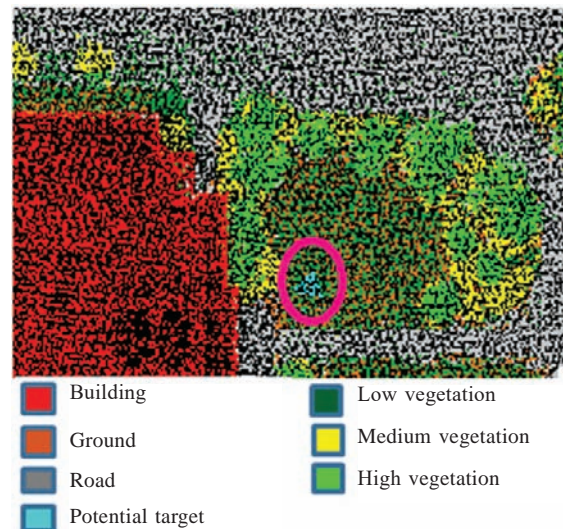 Building
Ground
Road
Potential target
Low vegetation
Medium vegetation
High vegetation